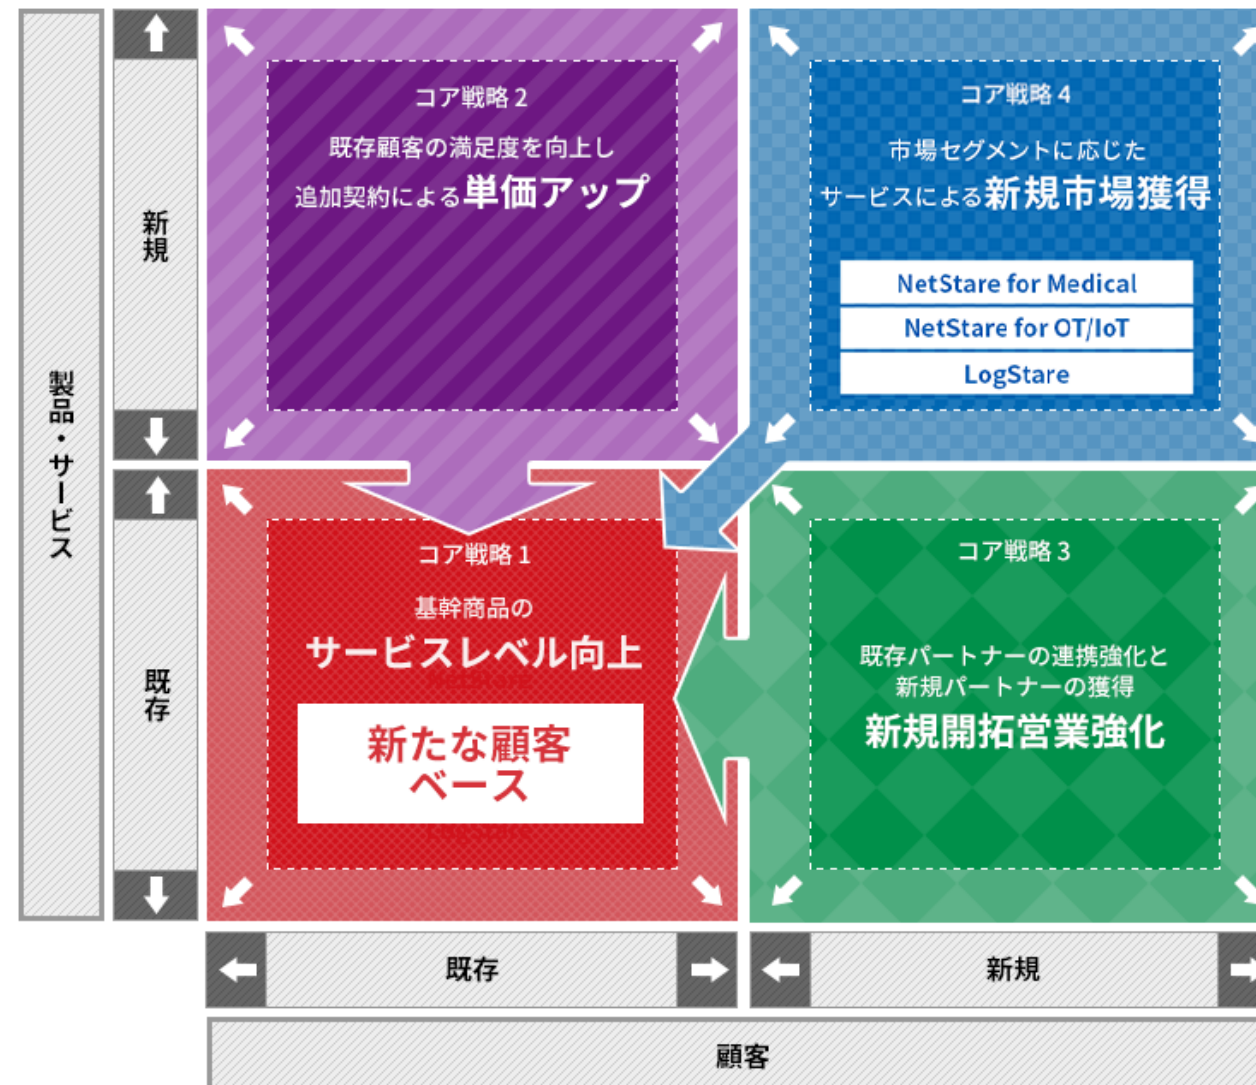 製品・サービス
新規
既存
コア戦略 2
既存顧客の満足度を向上し
追加契約による単価アップ
コア戦略 4
市場セグメントに応じた
サービスによる新規市場獲得
NetStare for Medical
NetStare for OT/IoT
LogStare
コア戦略 1
基幹商品の
サービスレベル向上
新たな顧客
ベース
LogStare
コア戦略 3
既存パートナーの連携強化と
新規パートナーの獲得
新規開拓営業強化
既存
新規
顧客